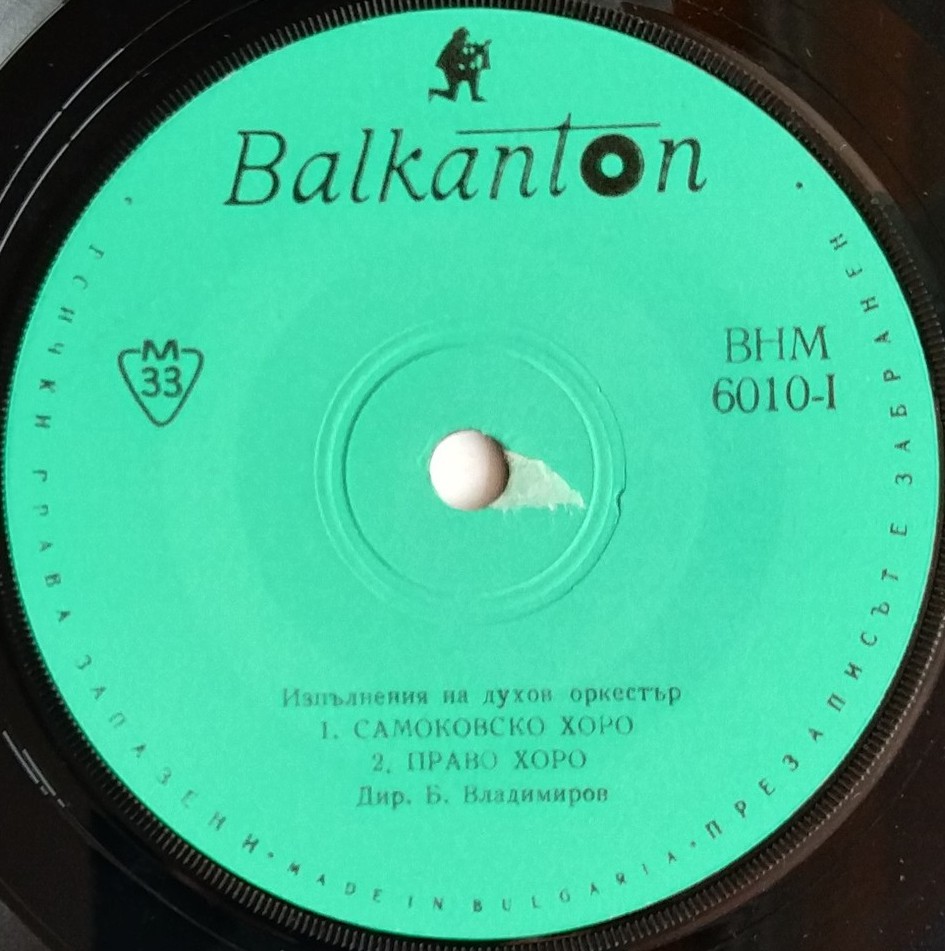 Balkanton
M
33
ВНМ
6010-I
Изпълнения на духов оркестър
1. САМОКОВСКО ХОРО
2. ПРАВО ХОРО
Дир. Б. Владимиров
ВСИЧКИ ПРАВА ЗАПАЗЕНИ • MADE IN BULGARIA • ПРЕЗАПИСЪТ Е ЗАБРАНЕН